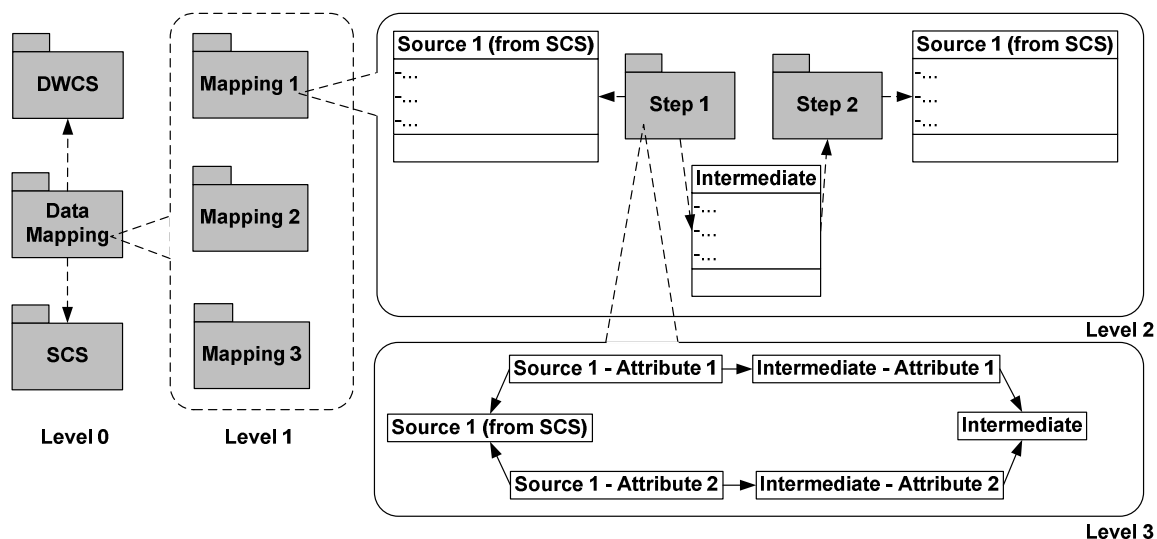 DWCS
Data
Mapping
SCS
Level 0
Mapping 1
Mapping 2
Mapping 3
Level 1
Source 1 (from SCS)
-...
-...
-...
Step 1
Step 2
Source 1 (from SCS)
-...
-...
-...
Intermediate
-...
-...
-...
Level 2
Source 1 - Attribute 1
Intermediate - Attribute 1
Source 1 (from SCS)
Intermediate
Source 1 - Attribute 2
Intermediate - Attribute 2
Level 3